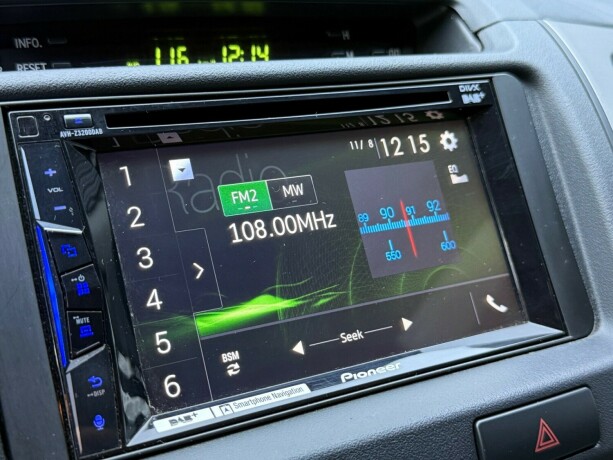 INFO.
H
RESET
M
116
12:14
AVH-Z3200DAB
DIVX
DAB+
VOL
MUTE
DISP
Radio
11/ 8 12 15
FM2
MW
EQ
108.00MHz
89 90 91 92
550 600
1
2
3
4
5
6
Seek
BSM
Pioneer
DAB+
Smartphone Navigation